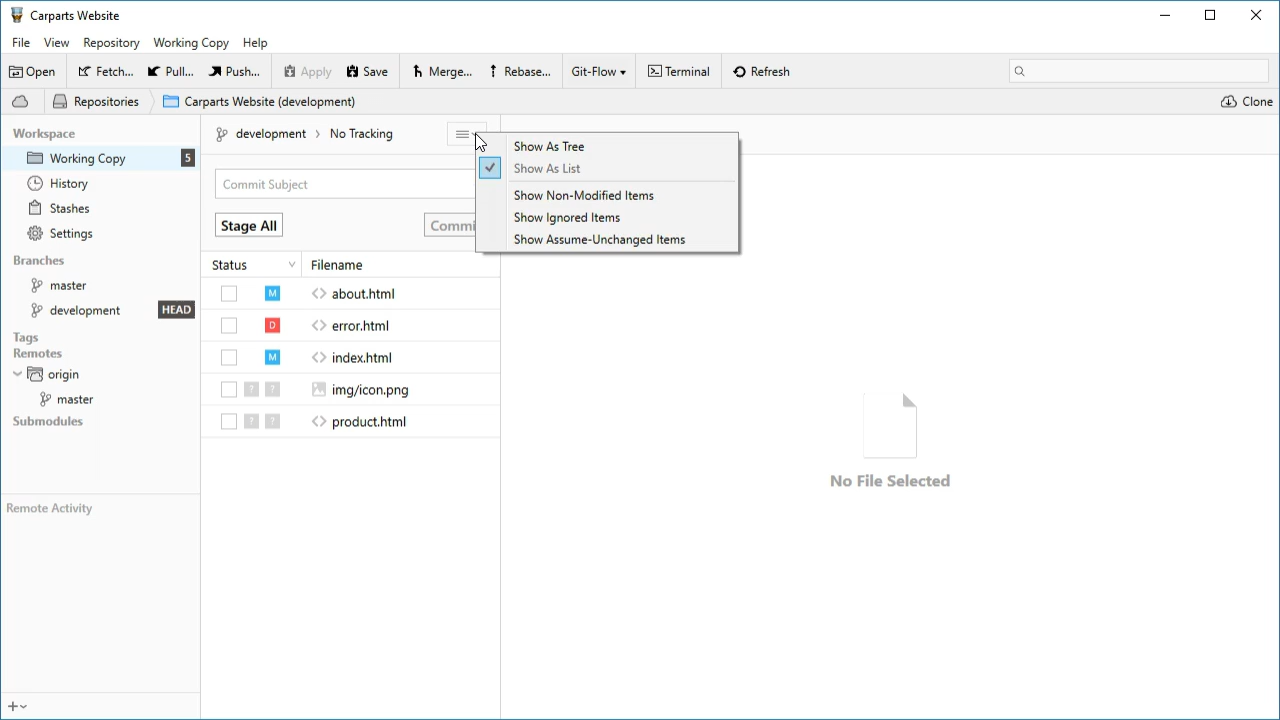 Carparts Website
File View Repository Working Copy Help
Open Fetch... Pull... Push... Apply Save Merge... Rebase... Git-Flow Terminal Refresh
Repositories Carparts Website (development) Clone
Workspace
Working Copy 5
History
Stashes
Settings
Branches
master
development HEAD
Tags
Remotes
origin
master
Submodules
Remote Activity
development > No Tracking
Commit Subject
Stage All Commi
Show As Tree
Show As List
Show Non-Modified Items
Show Ignored Items
Show Assume-Unchanged Items
Status Filename
M <> about.html
D <> error.html
M <> index.html
? ? img/icon.png
? ? <> product.html
No File Selected